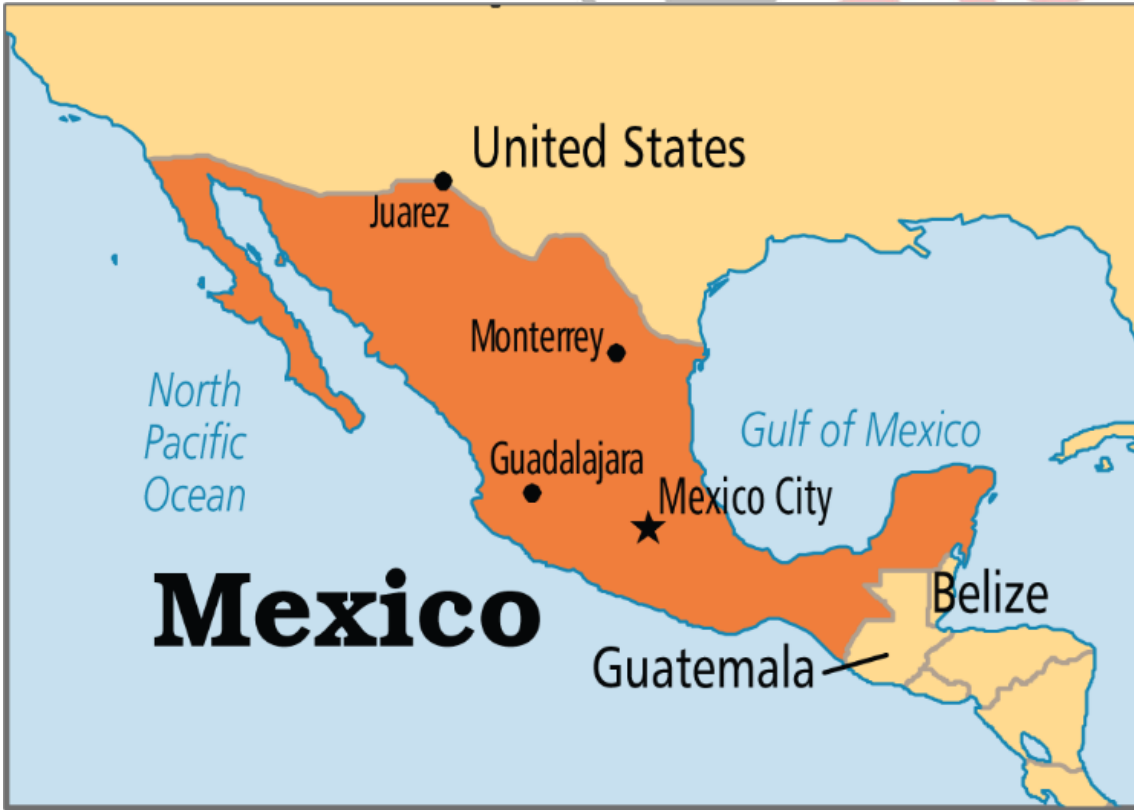 United States
Juarez
Monterrey
North
Pacific
Ocean
Gulf of Mexico
Guadalajara
Mexico City
Mexico
Belize
Guatemala